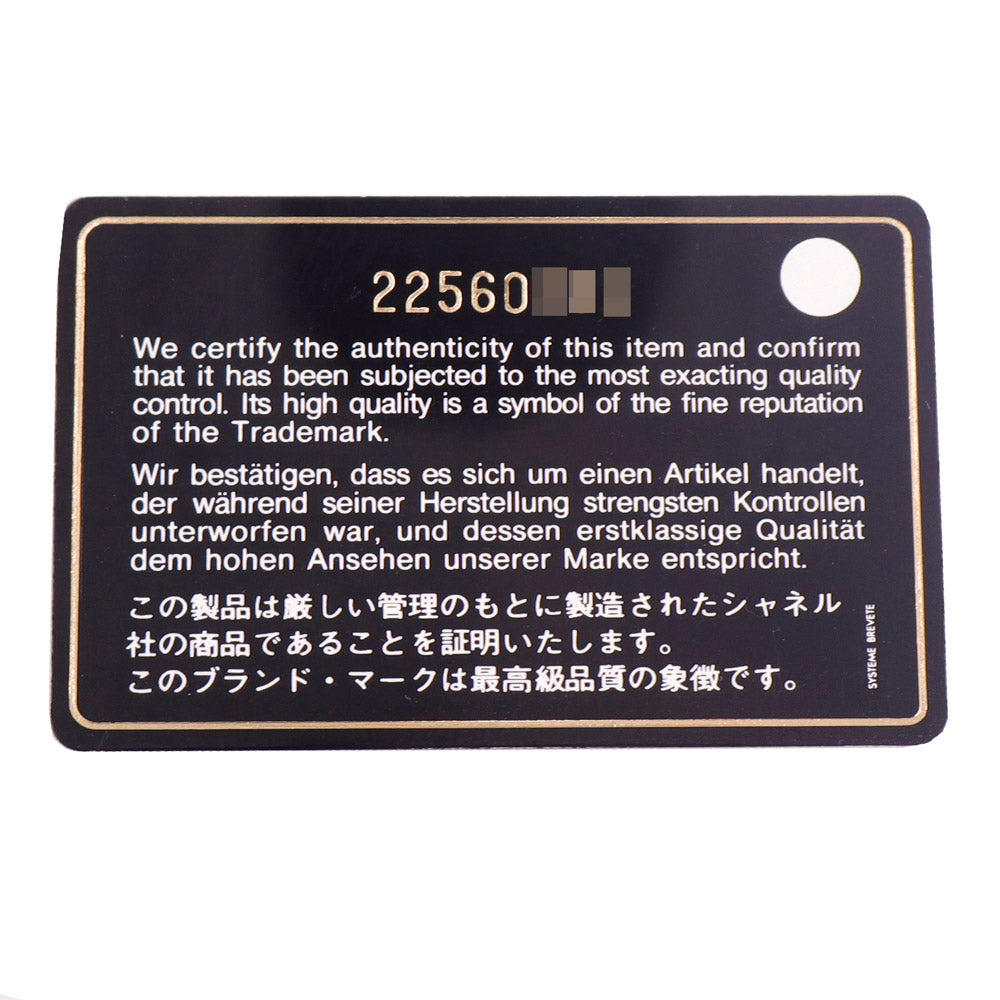 22560
We certify the authenticity of this item and confirm
that it has been subjected to the most exacting quality
control. Its high quality is a symbol of the fine reputation
of the Trademark.
Wir bestätigen, dass es sich um einen Artikel handelt,
der während seiner Herstellung strengsten Kontrollen
unterworfen war, und dessen erstklassige Qualität
dem hohen Ansehen unserer Marke entspricht.
この製品は厳しい管理のもとに製造されたシャネル
社の商品であることを証明いたします。
このブランド・マークは最高級品質の象徴です。
SYSTEME BREVETE